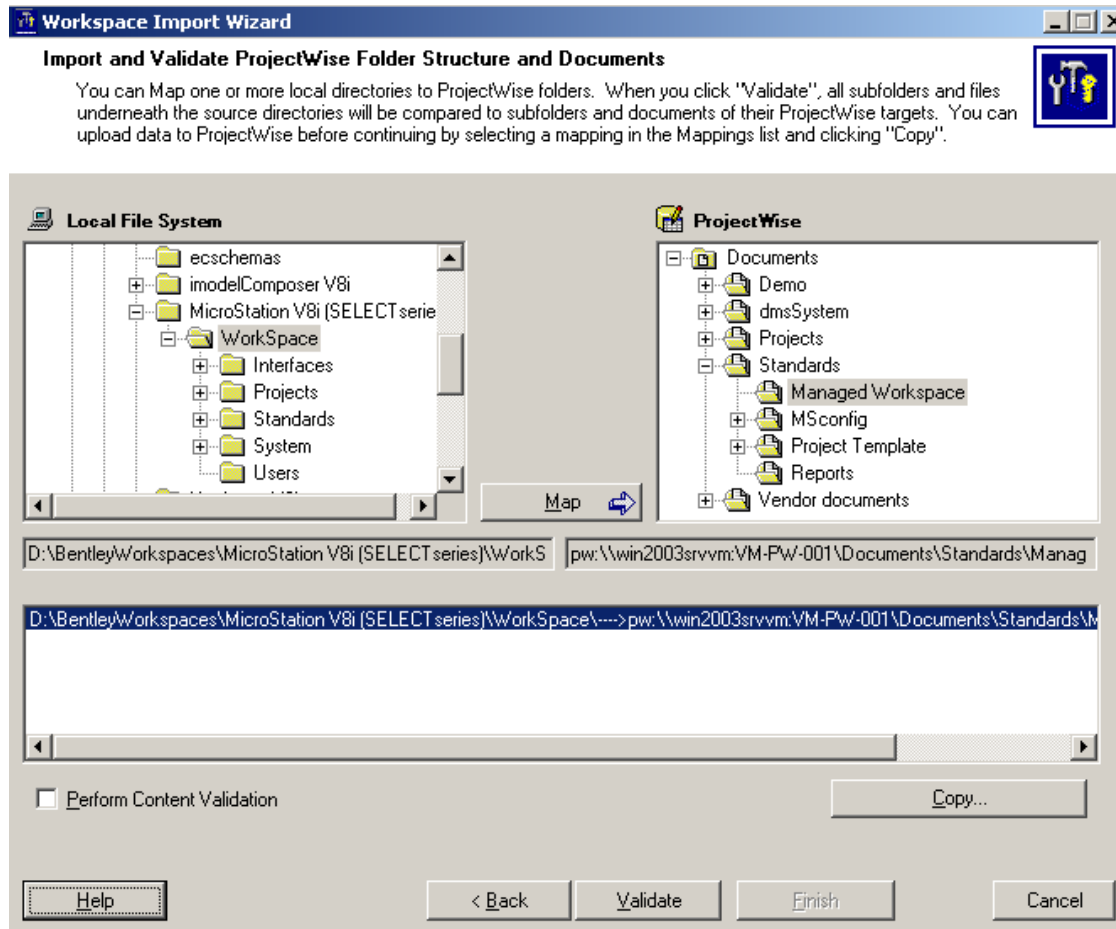 Workspace Import Wizard
Import and Validate ProjectWise Folder Structure and Documents
You can Map one or more local directories to ProjectWise folders. When you click "Validate", all subfolders and files
underneath the source directories will be compared to subfolders and documents of their ProjectWise targets. You can
upload data to ProjectWise before continuing by selecting a mapping in the Mappings list and clicking "Copy".
Local File System
ecschemas
imodelComposer V8i
MicroStation V8i (SELECTserie
WorkSpace
Interfaces
Projects
Standards
System
Users
Map
ProjectWise
Documents
Demo
dmsSystem
Projects
Standards
Managed Workspace
MSconfig
Project Template
Reports
Vendor documents
D:\BentleyWorkspaces\MicroStation V8i (SELECTseries)\WorkS
pw:\\win2003srvvm:VM-PW-001\Documents\Standards\Manag
D:\BentleyWorkspaces\MicroStation V8i (SELECTseries)\WorkSpace\---->pw:\\win2003srvvm:VM-PW-001\Documents\Standards\M
Perform Content Validation
Copy...
Help
< Back
Validate
Finish
Cancel